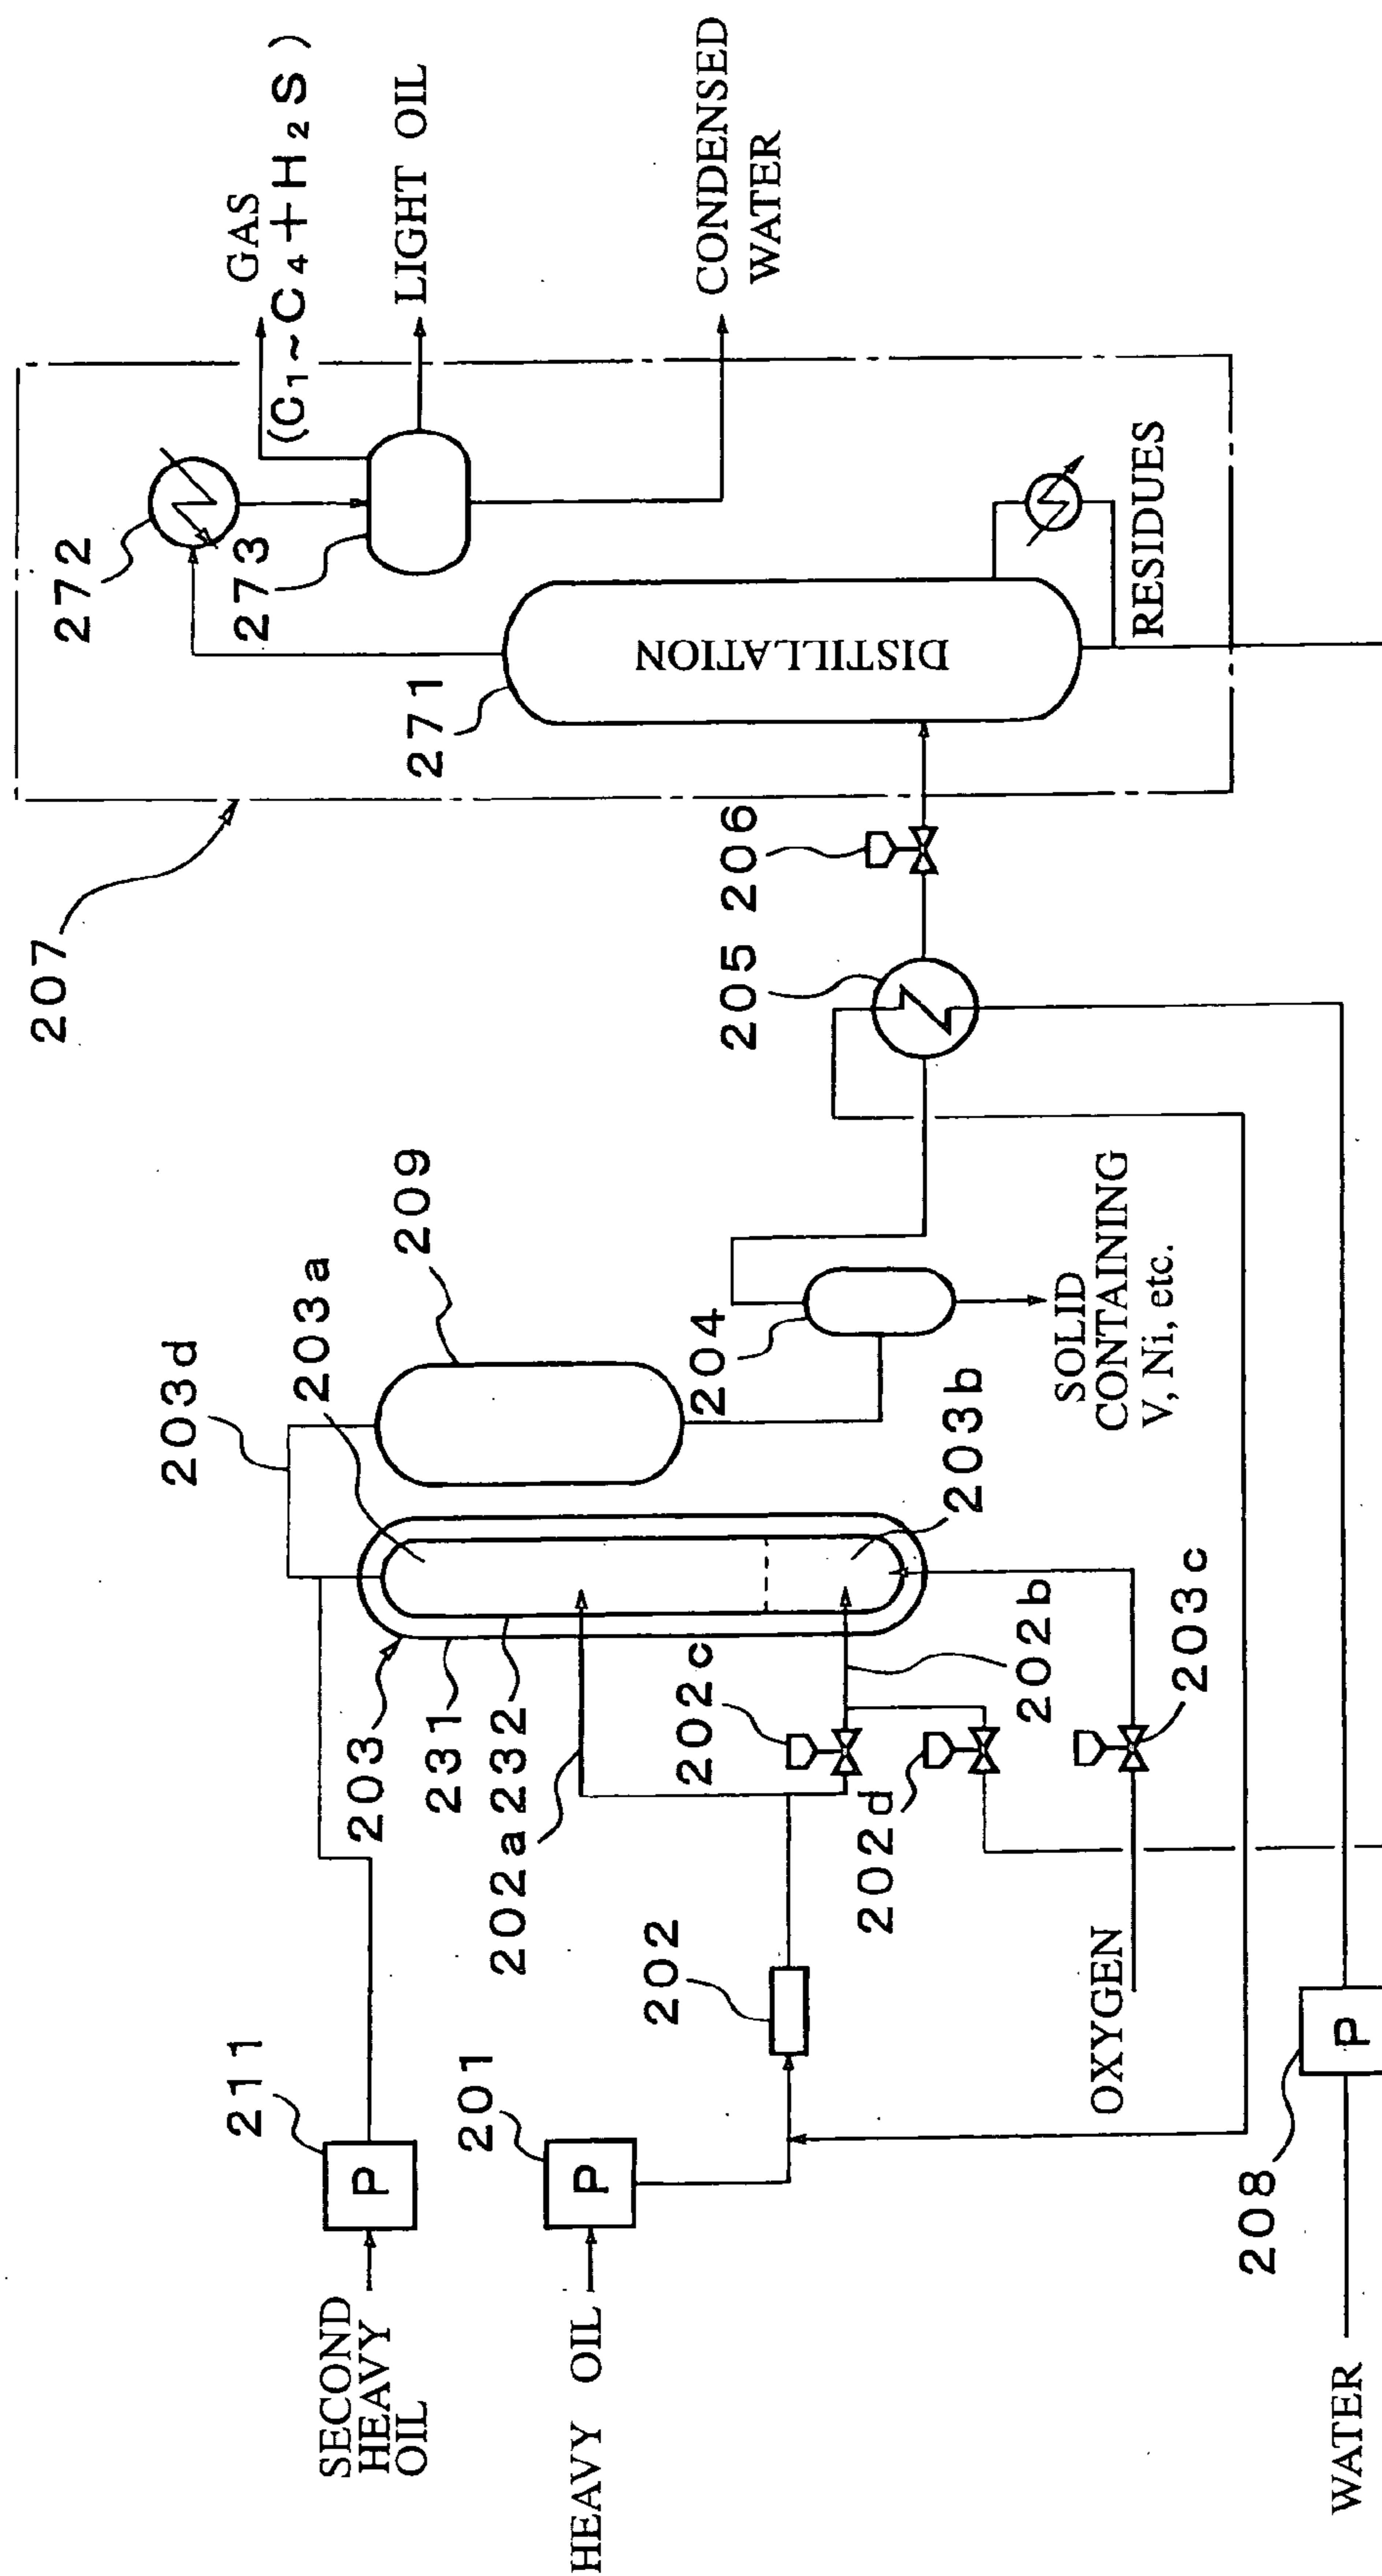 GAS
(C₁~C₄+H₂S)
LIGHT OIL
CONDENSED
WATER
272
273
271
DISTILLATION
RESIDUES
207
206
205
209
203d
203a
204
203b
SOLID
CONTAINING
V, Ni, etc.
203
231
232
202a
202c
202b
202d
203c
202
OXYGEN
211
P
201
P
208
P
SECOND
HEAVY
OIL
HEAVY OIL
WATER